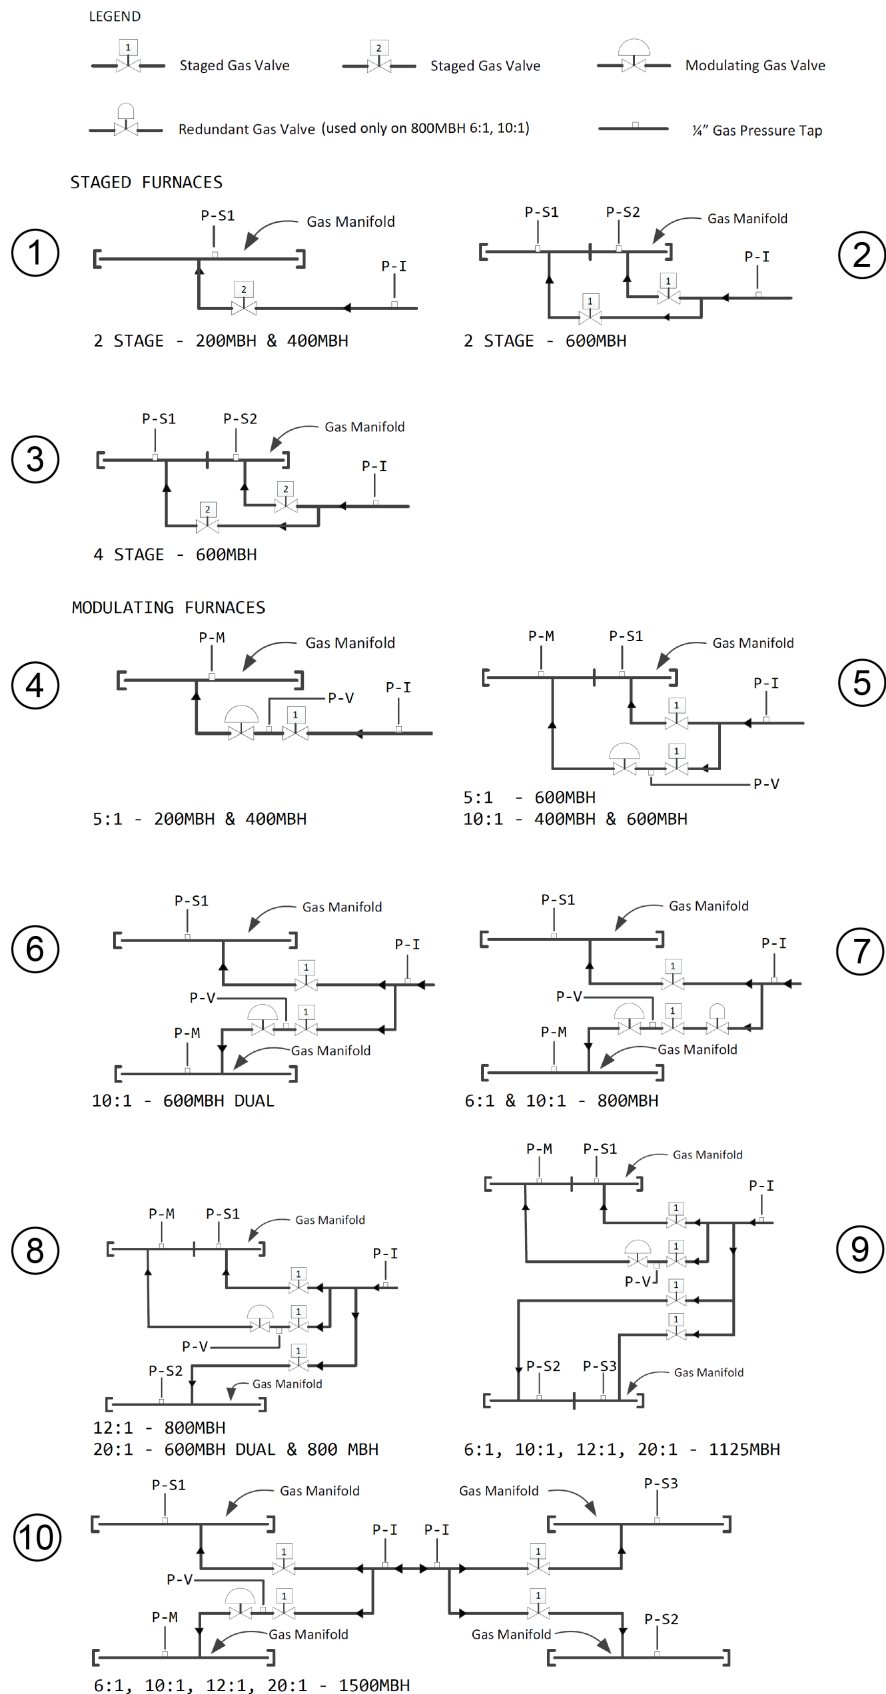 LEGEND
1 2
Staged Gas Valve Staged Gas Valve Modulating Gas Valve
Redundant Gas Valve (used only on 800MBH 6:1, 10:1) ¼” Gas Pressure Tap
STAGED FURNACES
1
P-S1 Gas Manifold
P-I
2
2 STAGE - 200MBH & 400MBH
2
P-S1 P-S2 Gas Manifold
P-I
1
1
2 STAGE - 600MBH
3
P-S1 P-S2 Gas Manifold
P-I
2
2
4 STAGE - 600MBH
MODULATING FURNACES
4
P-M Gas Manifold
P-I
P-V
1
5:1 - 200MBH & 400MBH
5
P-M P-S1 Gas Manifold
P-I
1
1
P-V
5:1 - 600MBH
10:1 - 400MBH & 600MBH
6
P-S1 Gas Manifold
P-I
1
P-V
1
P-M Gas Manifold
10:1 - 600MBH DUAL
7
P-S1 Gas Manifold
P-I
1
P-V
1
P-M Gas Manifold
6:1 & 10:1 - 800MBH
8
P-M P-S1 Gas Manifold
P-I
1
1
P-V
1
P-S2 Gas Manifold
12:1 - 800MBH
20:1 - 600MBH DUAL & 800 MBH
9
P-M P-S1 Gas Manifold
P-I
1
1
P-V
1
1
P-S2 P-S3 Gas Manifold
6:1, 10:1, 12:1, 20:1 - 1125MBH
10
P-S1 Gas Manifold Gas Manifold P-S3
P-I P-I
1 1
P-V
1 1
P-M Gas Manifold Gas Manifold P-S2
6:1, 10:1, 12:1, 20:1 - 1500MBH